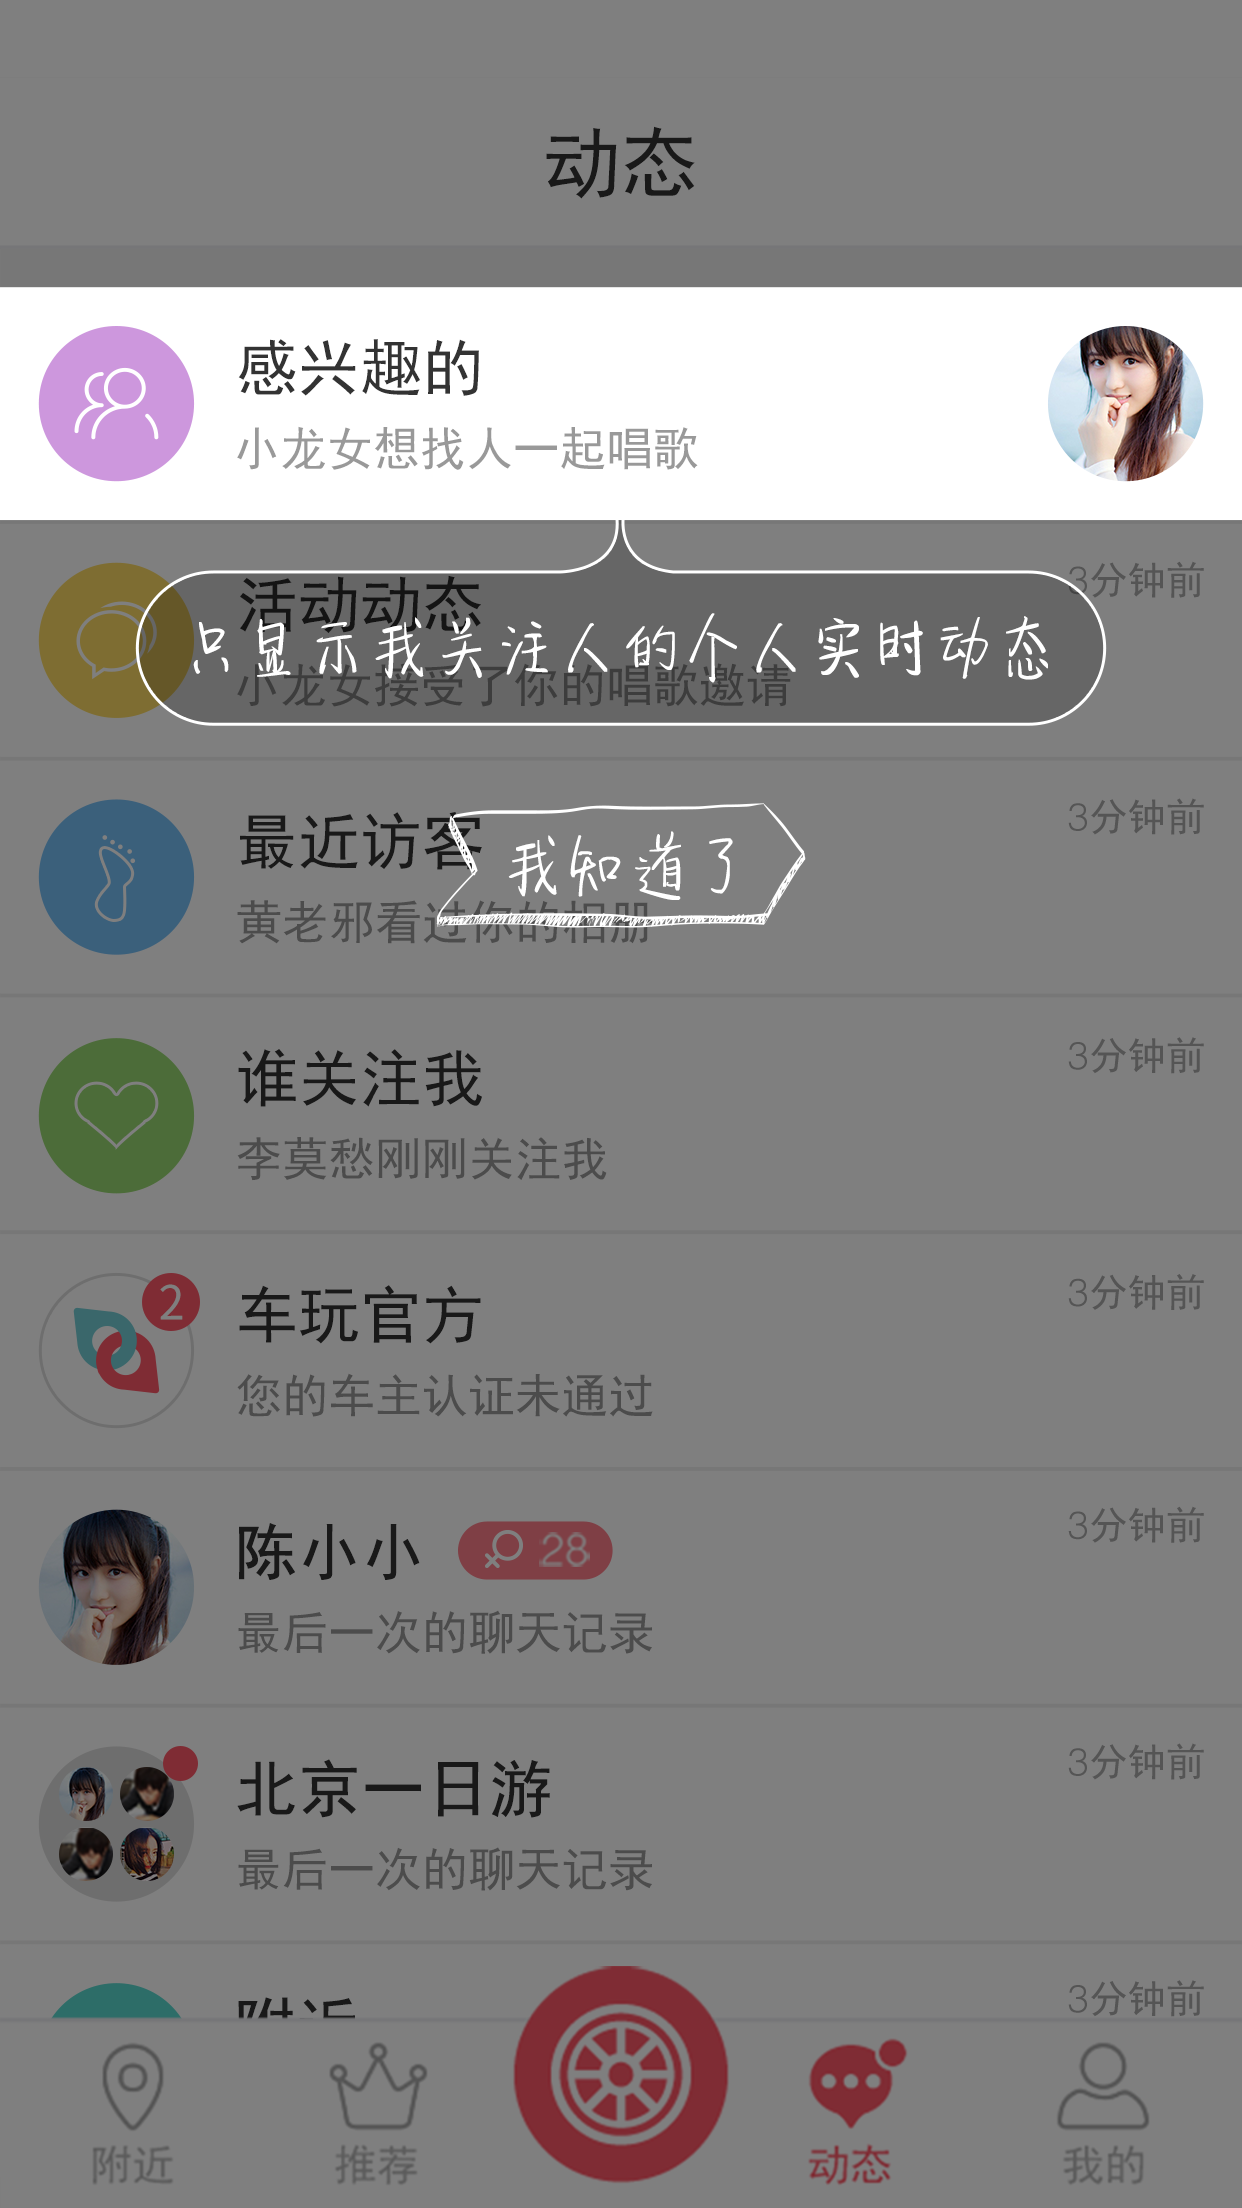 动态
感兴趣的
小龙女想找人一起唱歌
3分钟前
活动动态
只显示我关注人的个人实时动态
小龙女接受了你的唱歌邀请
3分钟前
最近访客
我知道了
黄老邪看过你的相册
3分钟前
谁关注我
李莫愁刚刚关注我
2
3分钟前
车玩官方
您的车主认证未通过
3分钟前
陈小小 28
最后一次的聊天记录
3分钟前
北京一日游
最后一次的聊天记录
3分钟前
附近
附近 推荐 动态 我的